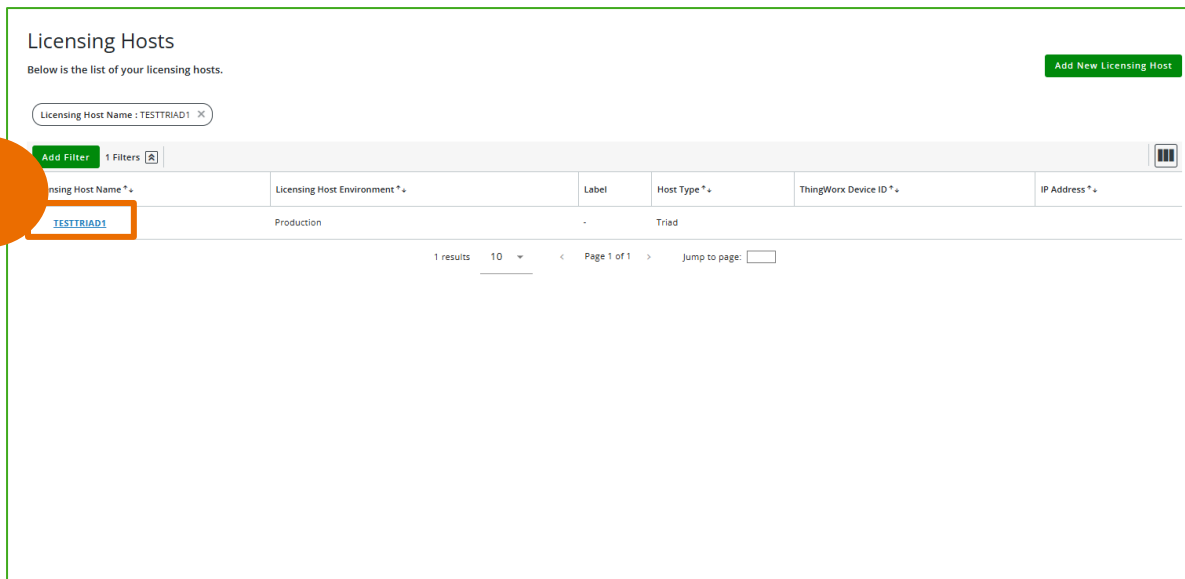 Licensing Hosts
Below is the list of your licensing hosts.
Add New Licensing Host
Licensing Host Name : TESTTRIAD1 ×
Add Filter 1 Filters
nsing Host Name Licensing Host Environment Label Host Type ThingWorx Device ID IP Address
TESTTRIAD1 Production - Triad
1 results 10 < Page 1 of 1 > Jump to page: